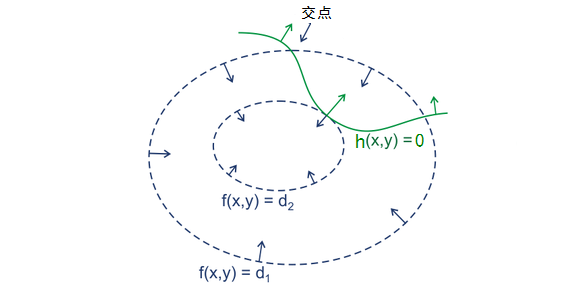 交点
h(x,y) = 0
f(x,y) = d₂
f(x,y) = d₁